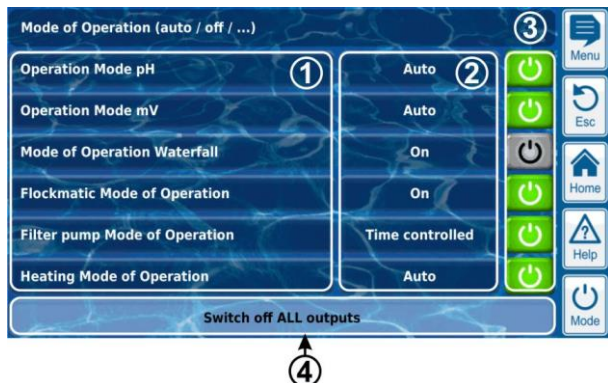 Mode of Operation (auto / off / ...)
3
Menu
Operation Mode pH
1
Auto
2
Operation Mode mV
Auto
Esc
Mode of Operation Waterfall
On
Flockmatic Mode of Operation
On
Home
Filter pump Mode of Operation
Time controlled
Help
Heating Mode of Operation
Auto
Switch off ALL outputs
Mode
4